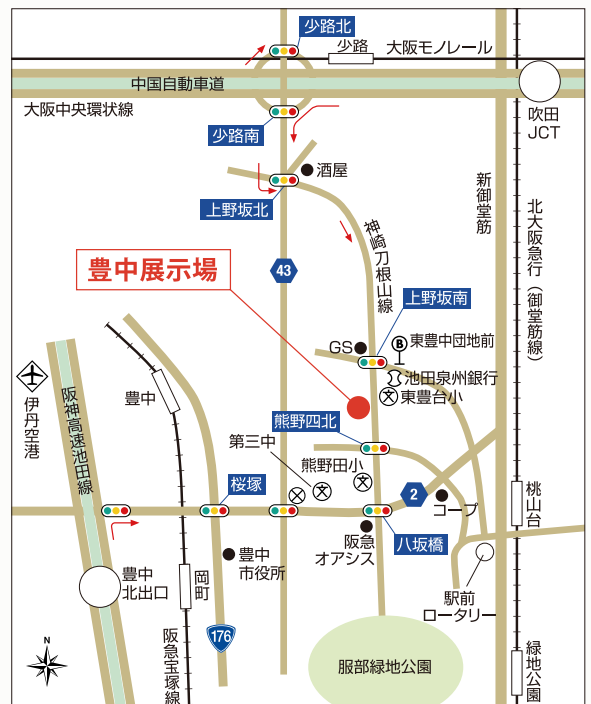 少路北
少路
大阪モノレール
中国自動車道
大阪中央環状線
吹田
JCT
少路南
酒屋
上野坂北
新御堂筋
北大阪急行(御堂筋線)
神崎刀根山線
豊中展示場
43
上野坂南
GS
B
東豊中団地前
池田泉州銀行
文
東豊台小
伊丹空港
阪神高速池田線
豊中
熊野四北
第三中
熊野田小
文
文
桜塚
2
コープ
桃山台
八坂橋
阪急
オアシス
豊中
市役所
豊中
北出口
岡町
駅前
ロータリー
176
阪急宝塚線
服部緑地公園
緑地公園
N